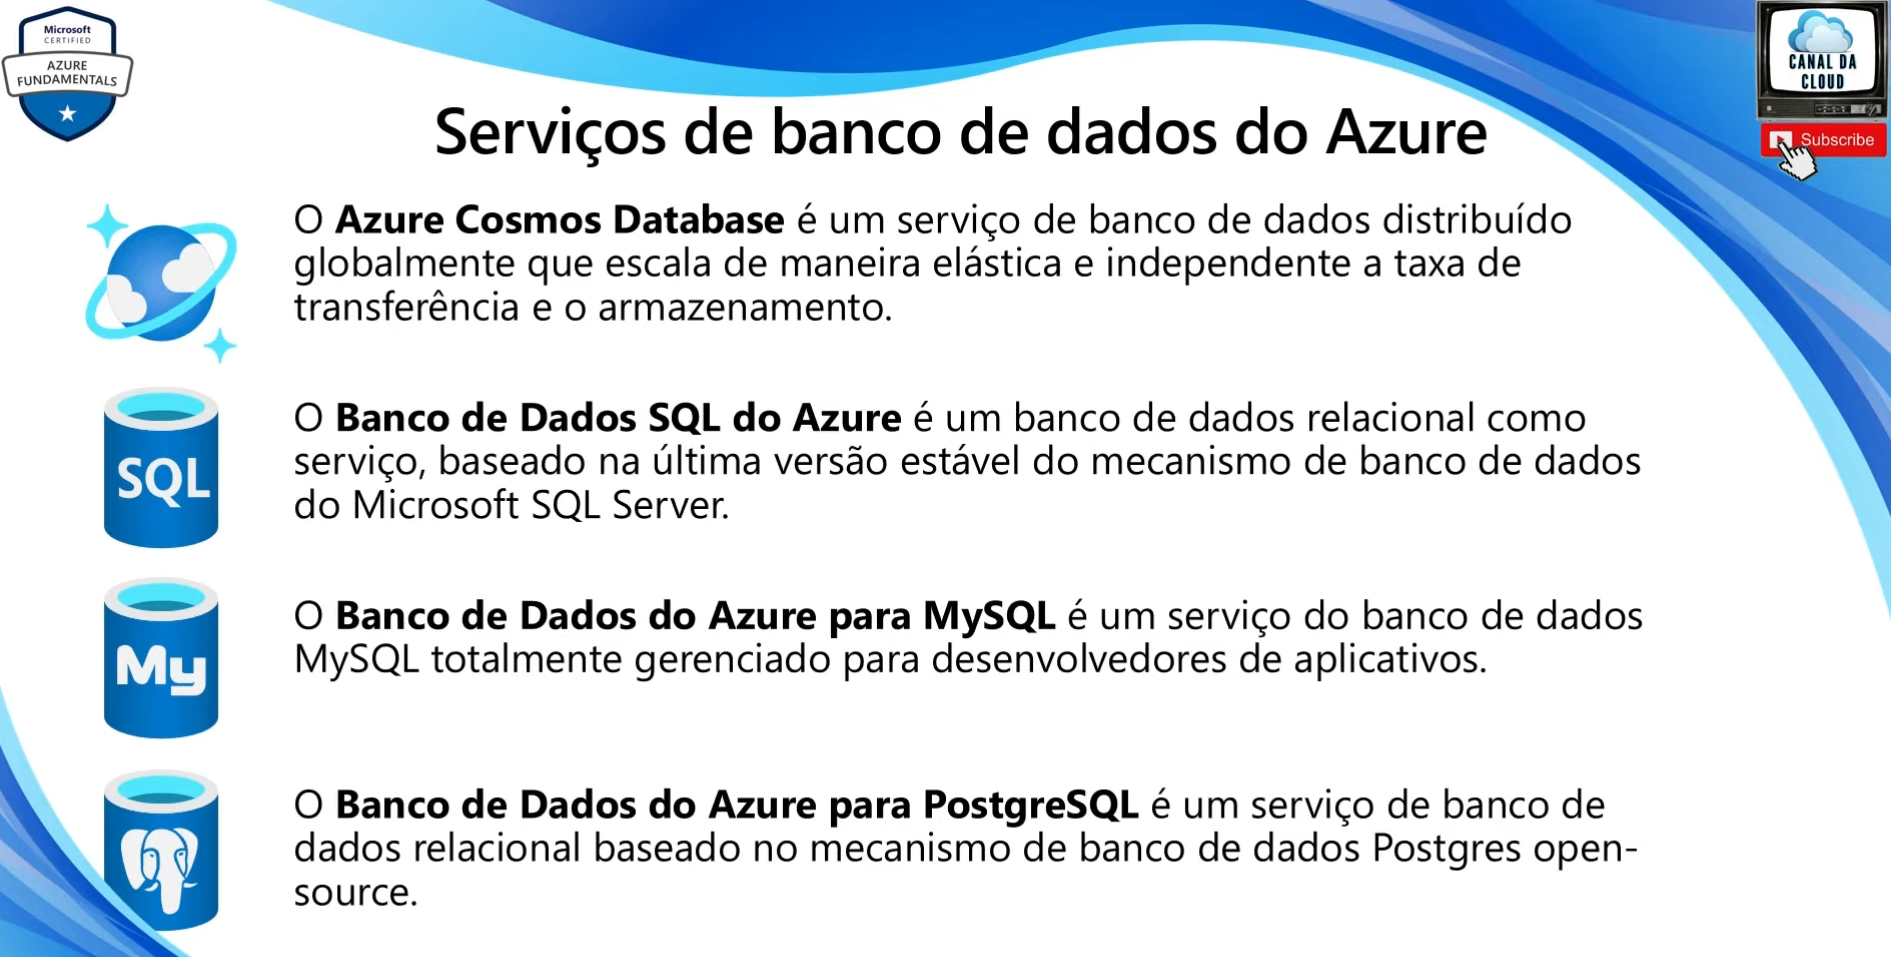 Microsoft
CERTIFIED
AZURE
FUNDAMENTALS
CANAL DA
CLOUD
Subscribe
Serviços de banco de dados do Azure
O Azure Cosmos Database é um serviço de banco de dados distribuído
globalmente que escala de maneira elástica e independente a taxa de
transferência e o armazenamento.
SQL
O Banco de Dados SQL do Azure é um banco de dados relacional como
serviço, baseado na última versão estável do mecanismo de banco de dados
do Microsoft SQL Server.
My
O Banco de Dados do Azure para MySQL é um serviço do banco de dados
MySQL totalmente gerenciado para desenvolvedores de aplicativos.
O Banco de Dados do Azure para PostgreSQL é um serviço de banco de
dados relacional baseado no mecanismo de banco de dados Postgres open-
source.